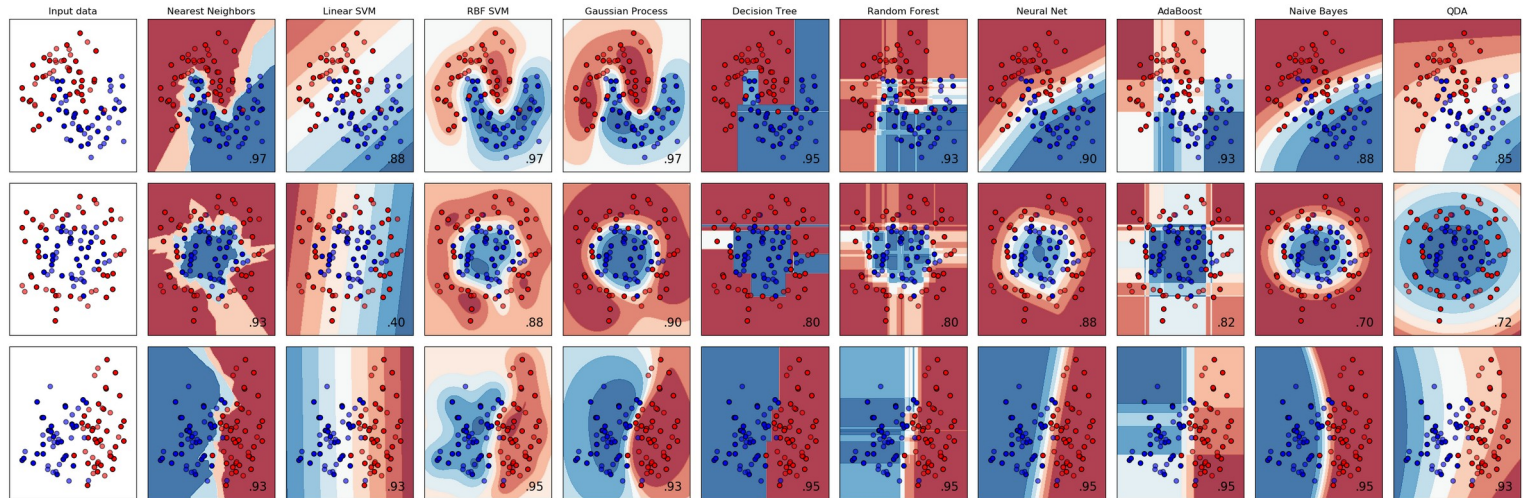 Input data
Nearest Neighbors
Linear SVM
RBF SVM
Gaussian Process
Decision Tree
Random Forest
Neural Net
AdaBoost
Naive Bayes
QDA
.97
.88
.97
.97
.95
.93
.90
.93
.88
.85
.93
.40
.88
.90
.80
.80
.88
.82
.70
.72
.93
.93
.95
.93
.95
.95
.95
.95
.95
.93